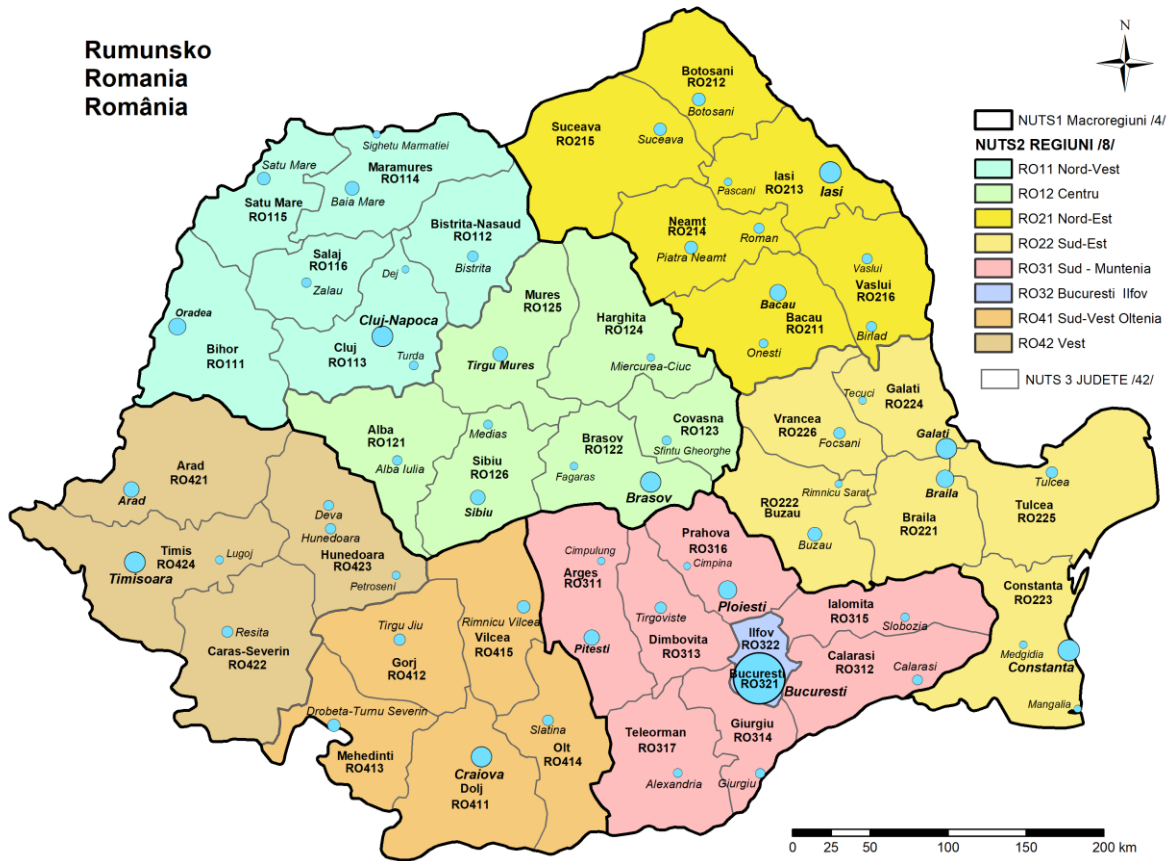 Rumunsko
Romania
România
N
NUTS1 Macroregiuni /4/
NUTS2 REGIUNI /8/
RO11 Nord-Vest
RO12 Centru
RO21 Nord-Est
RO22 Sud-Est
RO31 Sud - Muntenia
RO32 Bucuresti Ilfov
RO41 Sud-Vest Oltenia
RO42 Vest
NUTS 3 JUDETE /42/
Botosani
RO212
Botosani
Suceava
RO215
Suceava
Iasi
RO213
Pascani
Iasi
Neamt
RO214
Roman
Piatra Neamt
Vaslui
Vaslui
RO216
Birlad
Bacau
Bacau
RO211
Onesti
Sighetu Marmatiei
Maramures
RO114
Baia Mare
Satu Mare
Satu Mare
RO115
Bistrita-Nasaud
RO112
Bistrita
Salaj
RO116
Zalau
Dej
Cluj-Napoca
Cluj
RO113
Turda
Oradea
Bihor
RO111
Mures
RO125
Tirgu Mures
Harghita
RO124
Miercurea-Ciuc
Covasna
RO123
Sfintu Gheorghe
Brasov
RO122
Fagaras
Brasov
Alba
RO121
Alba Iulia
Medias
Sibiu
RO126
Sibiu
Arad
RO421
Arad
Timis
RO424
Timisoara
Lugoj
Deva
Hunedoara
Hunedoara
RO423
Petroseni
Resita
Caras-Severin
RO422
Tirgu Jiu
Gorj
RO412
Rimnicu Vilcea
Vilcea
RO415
Drobeta-Turnu Severin
Mehedinti
RO413
Craiova
Dolj
RO411
Slatina
Olt
RO414
Cimpulung
Arges
RO311
Pitesti
Prahova
RO316
Cimpina
Ploiesti
Tirgoviste
Dimbovita
RO313
Ilfov
RO322
Bucuresti
RO321
Bucuresti
Ialomita
RO315
Slobozia
Calarasi
RO312
Calarasi
Giurgiu
RO314
Giurgiu
Teleorman
RO317
Alexandria
Vrancea
RO226
Focsani
Tecuci
Galati
RO224
Galati
Rimnicu Sarat
RO222
Buzau
Buzau
Braila
Braila
RO221
Tulcea
Tulcea
RO225
Constanta
RO223
Medgidia
Constanta
Mangalia
0 25 50 100 150 200 km